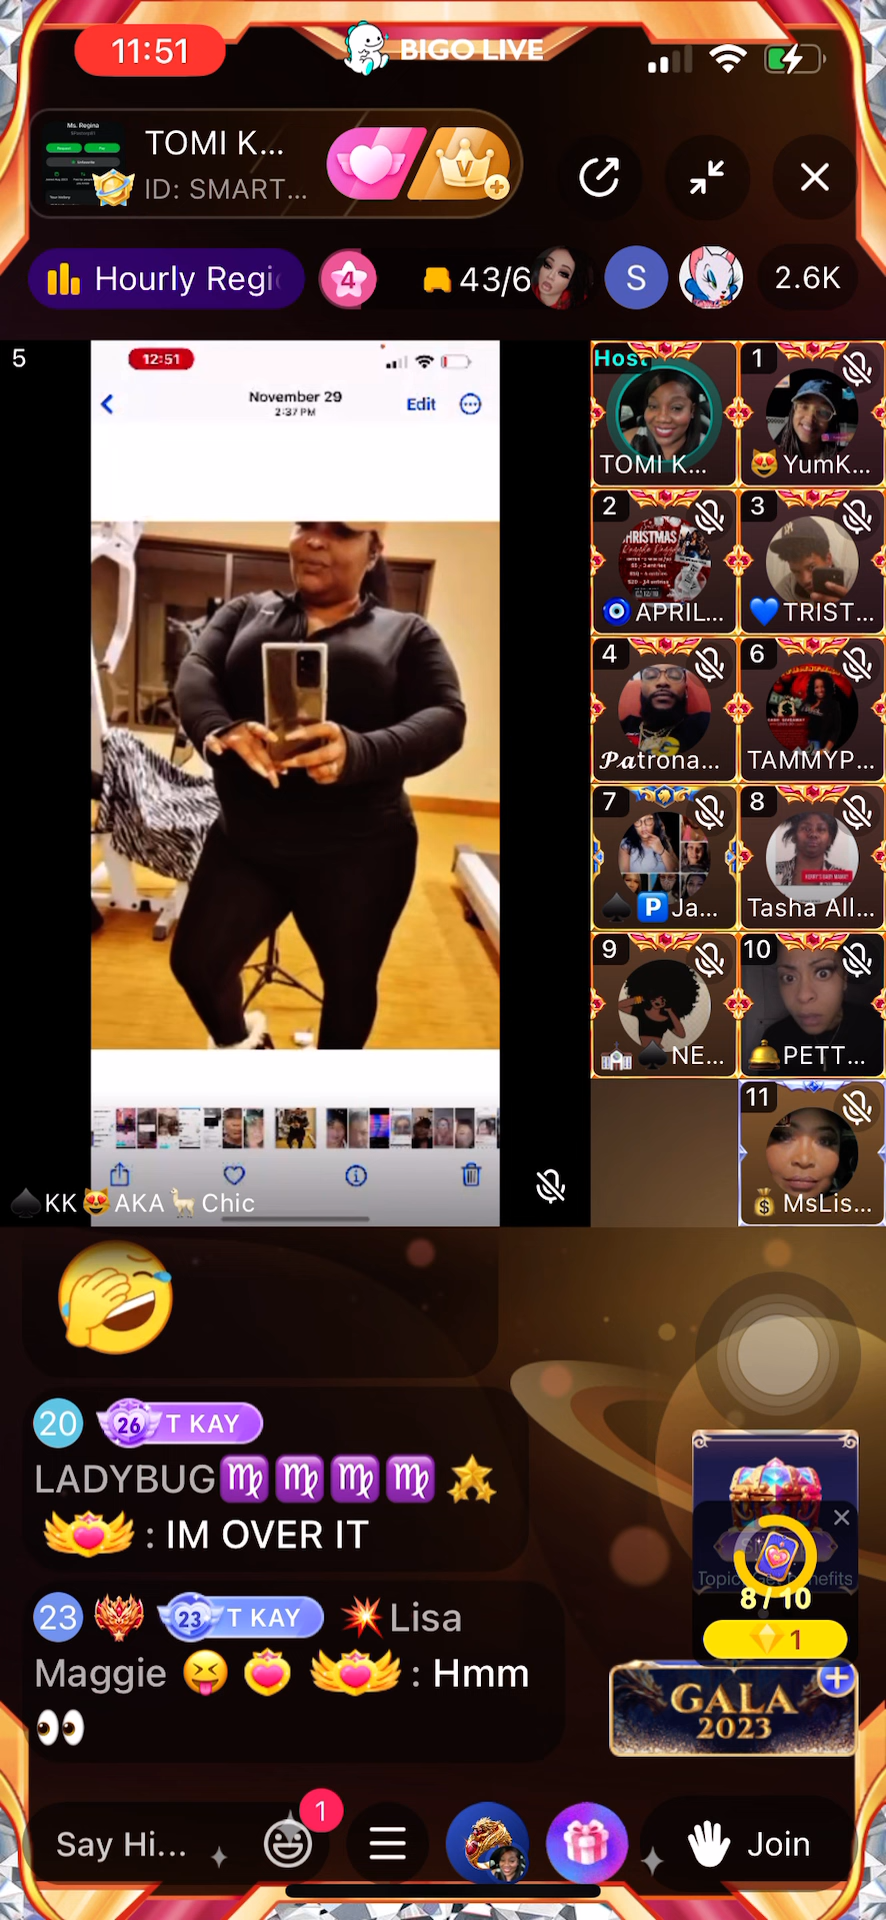 11:51
BIGO LIVE
Ms. Regina
TOMI K...
ID: SMART...
V
Hourly Regi
4
43/6
S
2.6K
5
12:51
November 29
2:37 PM
Edit
Host
TOMI K...
1
😻 YumK...
2
CHRISTMAS
🧿 APRIL...
3
💙 TRIST...
4
𝓟𝓪trona...
6
TAMMYP...
7
♠️ 🅿️ Ja...
8
Tasha All...
9
💒 ♠️ NE...
10
🛎️ PETT...
11
💰 MsLis...
♠️KK😻AKA🦙Chic
20 26 T KAY
LADYBUG♍♍♍♍
: IM OVER IT
23 23 T KAY 💥Lisa
Maggie 😝 : Hmm
👀
8/10
1
GALA
2023
1
Say Hi...
Join